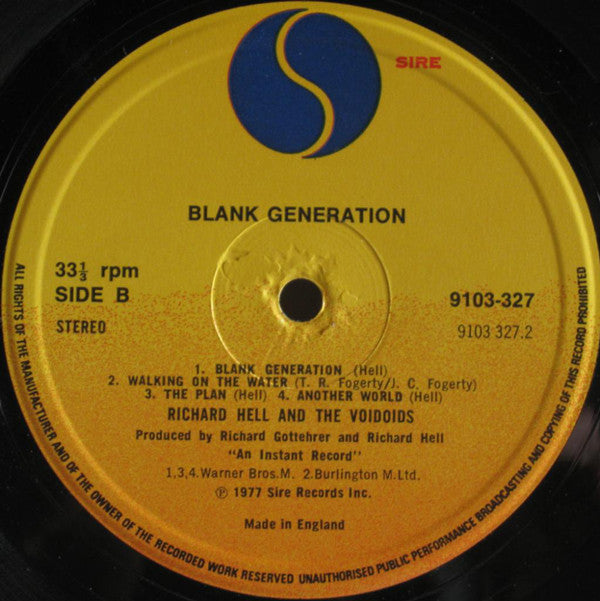 SIRE
BLANK GENERATION
33⅓ rpm
SIDE B
STEREO
9103-327
9103 327.2
1. BLANK GENERATION (Hell)
2. WALKING ON THE WATER (T. R. Fogerty/J. C. Fogerty)
3. THE PLAN (Hell) 4. ANOTHER WORLD (Hell)
RICHARD HELL AND THE VOIDOIDS
Produced by Richard Gottehrer and Richard Hell
"An Instant Record"
1,3,4. Warner Bros. M. 2. Burlington M. Ltd.
℗ 1977 Sire Records Inc.
Made in England
ALL RIGHTS OF THE MANUFACTURER AND OF THE OWNER OF THE RECORDED WORK RESERVED UNAUTHORISED PUBLIC PERFORMANCE BROADCASTING AND COPYING OF THIS RECORD PROHIBITED